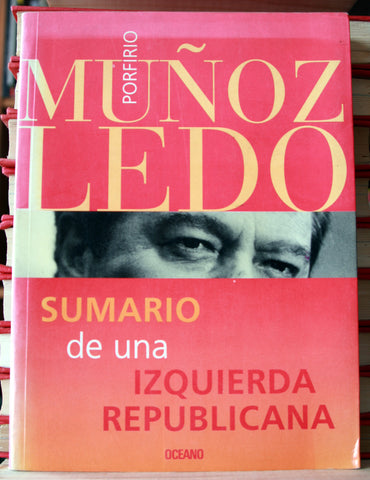 PORFIRIO
MUÑOZ
LEDO
SUMARIO
de una
IZQUIERDA
REPUBLICANA
OCEANO